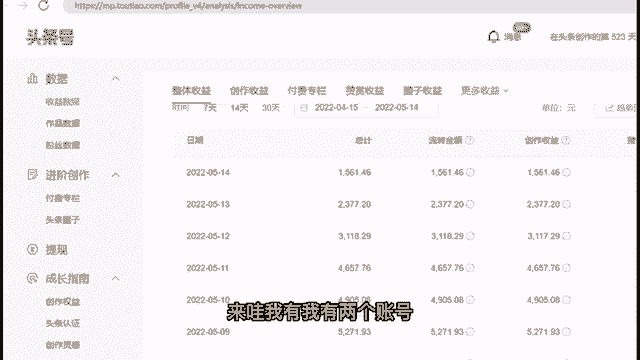 https://mp.toutiao.com/profile_v4/analysis/income-overview
头条号
消息
在头条创作的第 523 天
数据
收益数据
作品数据
粉丝数据
进阶创作
付费专栏
头条圈子
提现
成长指南
创作权益
头条认证
创作灵感
整体收益 创作收益 付费专栏 赞赏收益 圈子收益 更多收益
时间: 7天 14天 30天 2022-04-15 - 2022-05-14 单位: 元
日期 总计 流转金额 创作收益
2022-05-14 1,561.46 1,561.46 1,561.46
2022-05-13 2,377.20 2,377.20 2,377.20
2022-05-12 3,118.29 3,118.29 3,117.29
2022-05-11 4,657.76 4,657.76 4,657.76
2022-05-10 4,905.08 4,905.08 4,905.08
2022-05-09 5,271.93 5,271.93 5,271.93
来哇我有我有两个账号